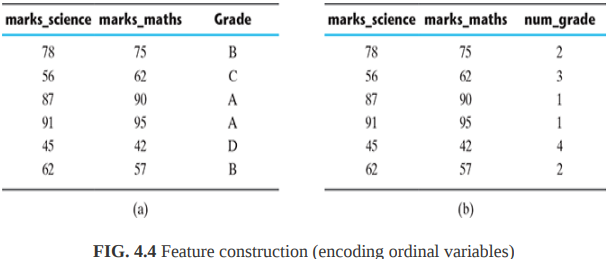 marks_science marks_maths Grade
78 75 B
56 62 C
87 90 A
91 95 A
45 42 D
62 57 B
(a)
marks_science marks_maths num_grade
78 75 2
56 62 3
87 90 1
91 95 1
45 42 4
62 57 2
(b)
FIG. 4.4 Feature construction (encoding ordinal variables)